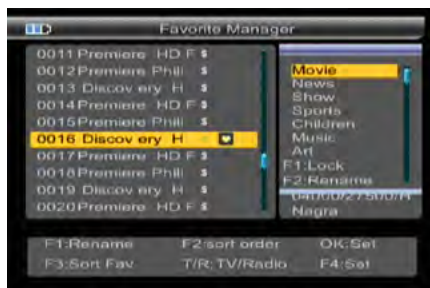 Favorite Manager
0011 Premiere HD F $
0012 Premiere Phili $
0013 Discov ery H $
0014 Premiere HD F $
0015 Premiere Phili $
0016 Discov ery H
0017 Premiere HD F $
0018 Premiere Phili $
0019 Discov ery H $
0020 Premiere HD F $
Movie
News
Show
Sports
Children
Music
Art
F1:Lock
F2:Rename
04000/27500/H
Nagra
F1:Rename F2:sort order OK:Set
F3:Sort Fav T/R: TV/Radio F4:Set